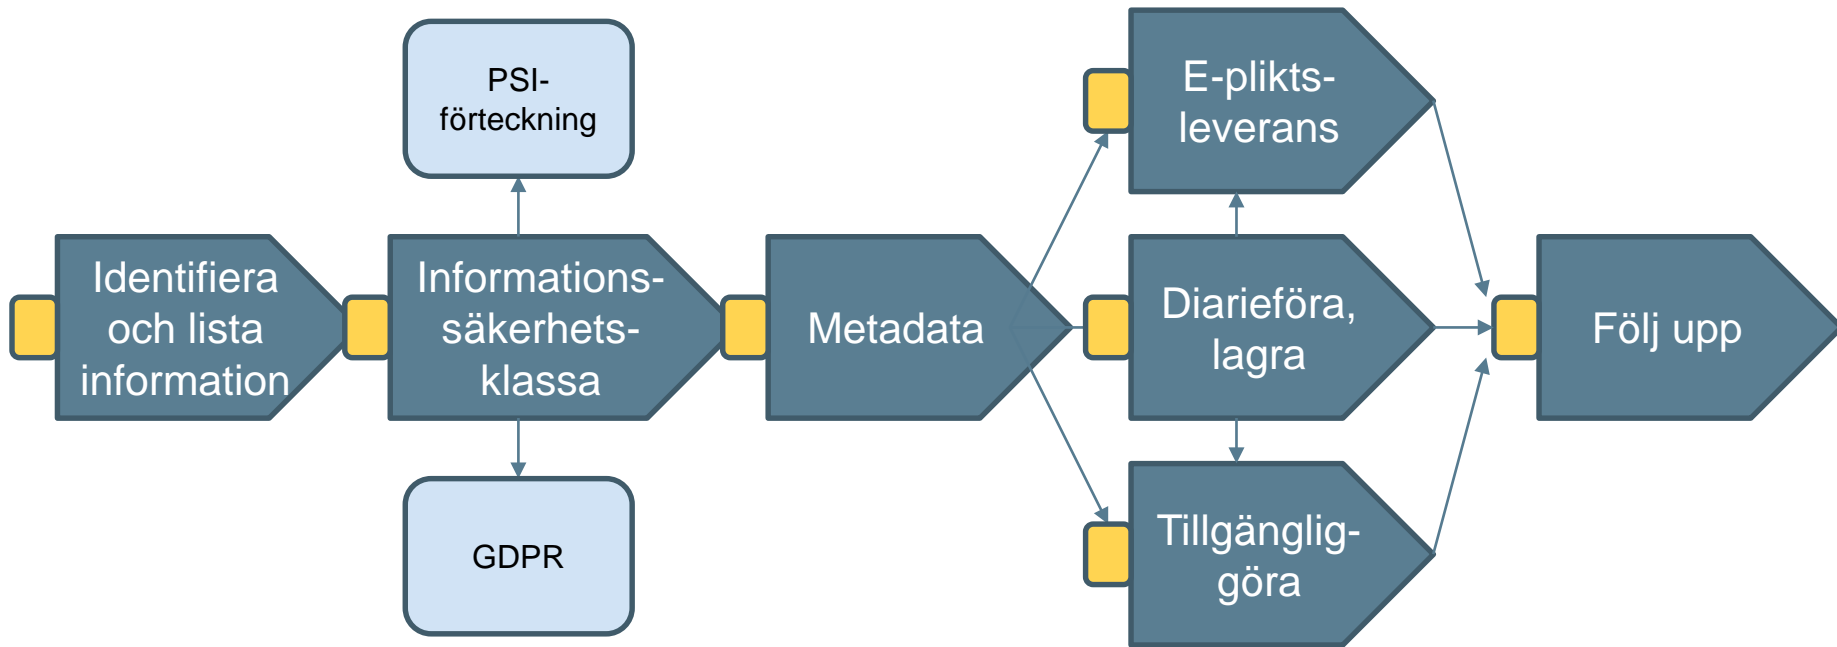 PSI-
förteckning
E-plikts-
leverans
Identifiera
och lista
information
Informations-
säkerhets-
klassa
Metadata
Diarieföra,
lagra
Följ upp
GDPR
Tillgänglig-
göra